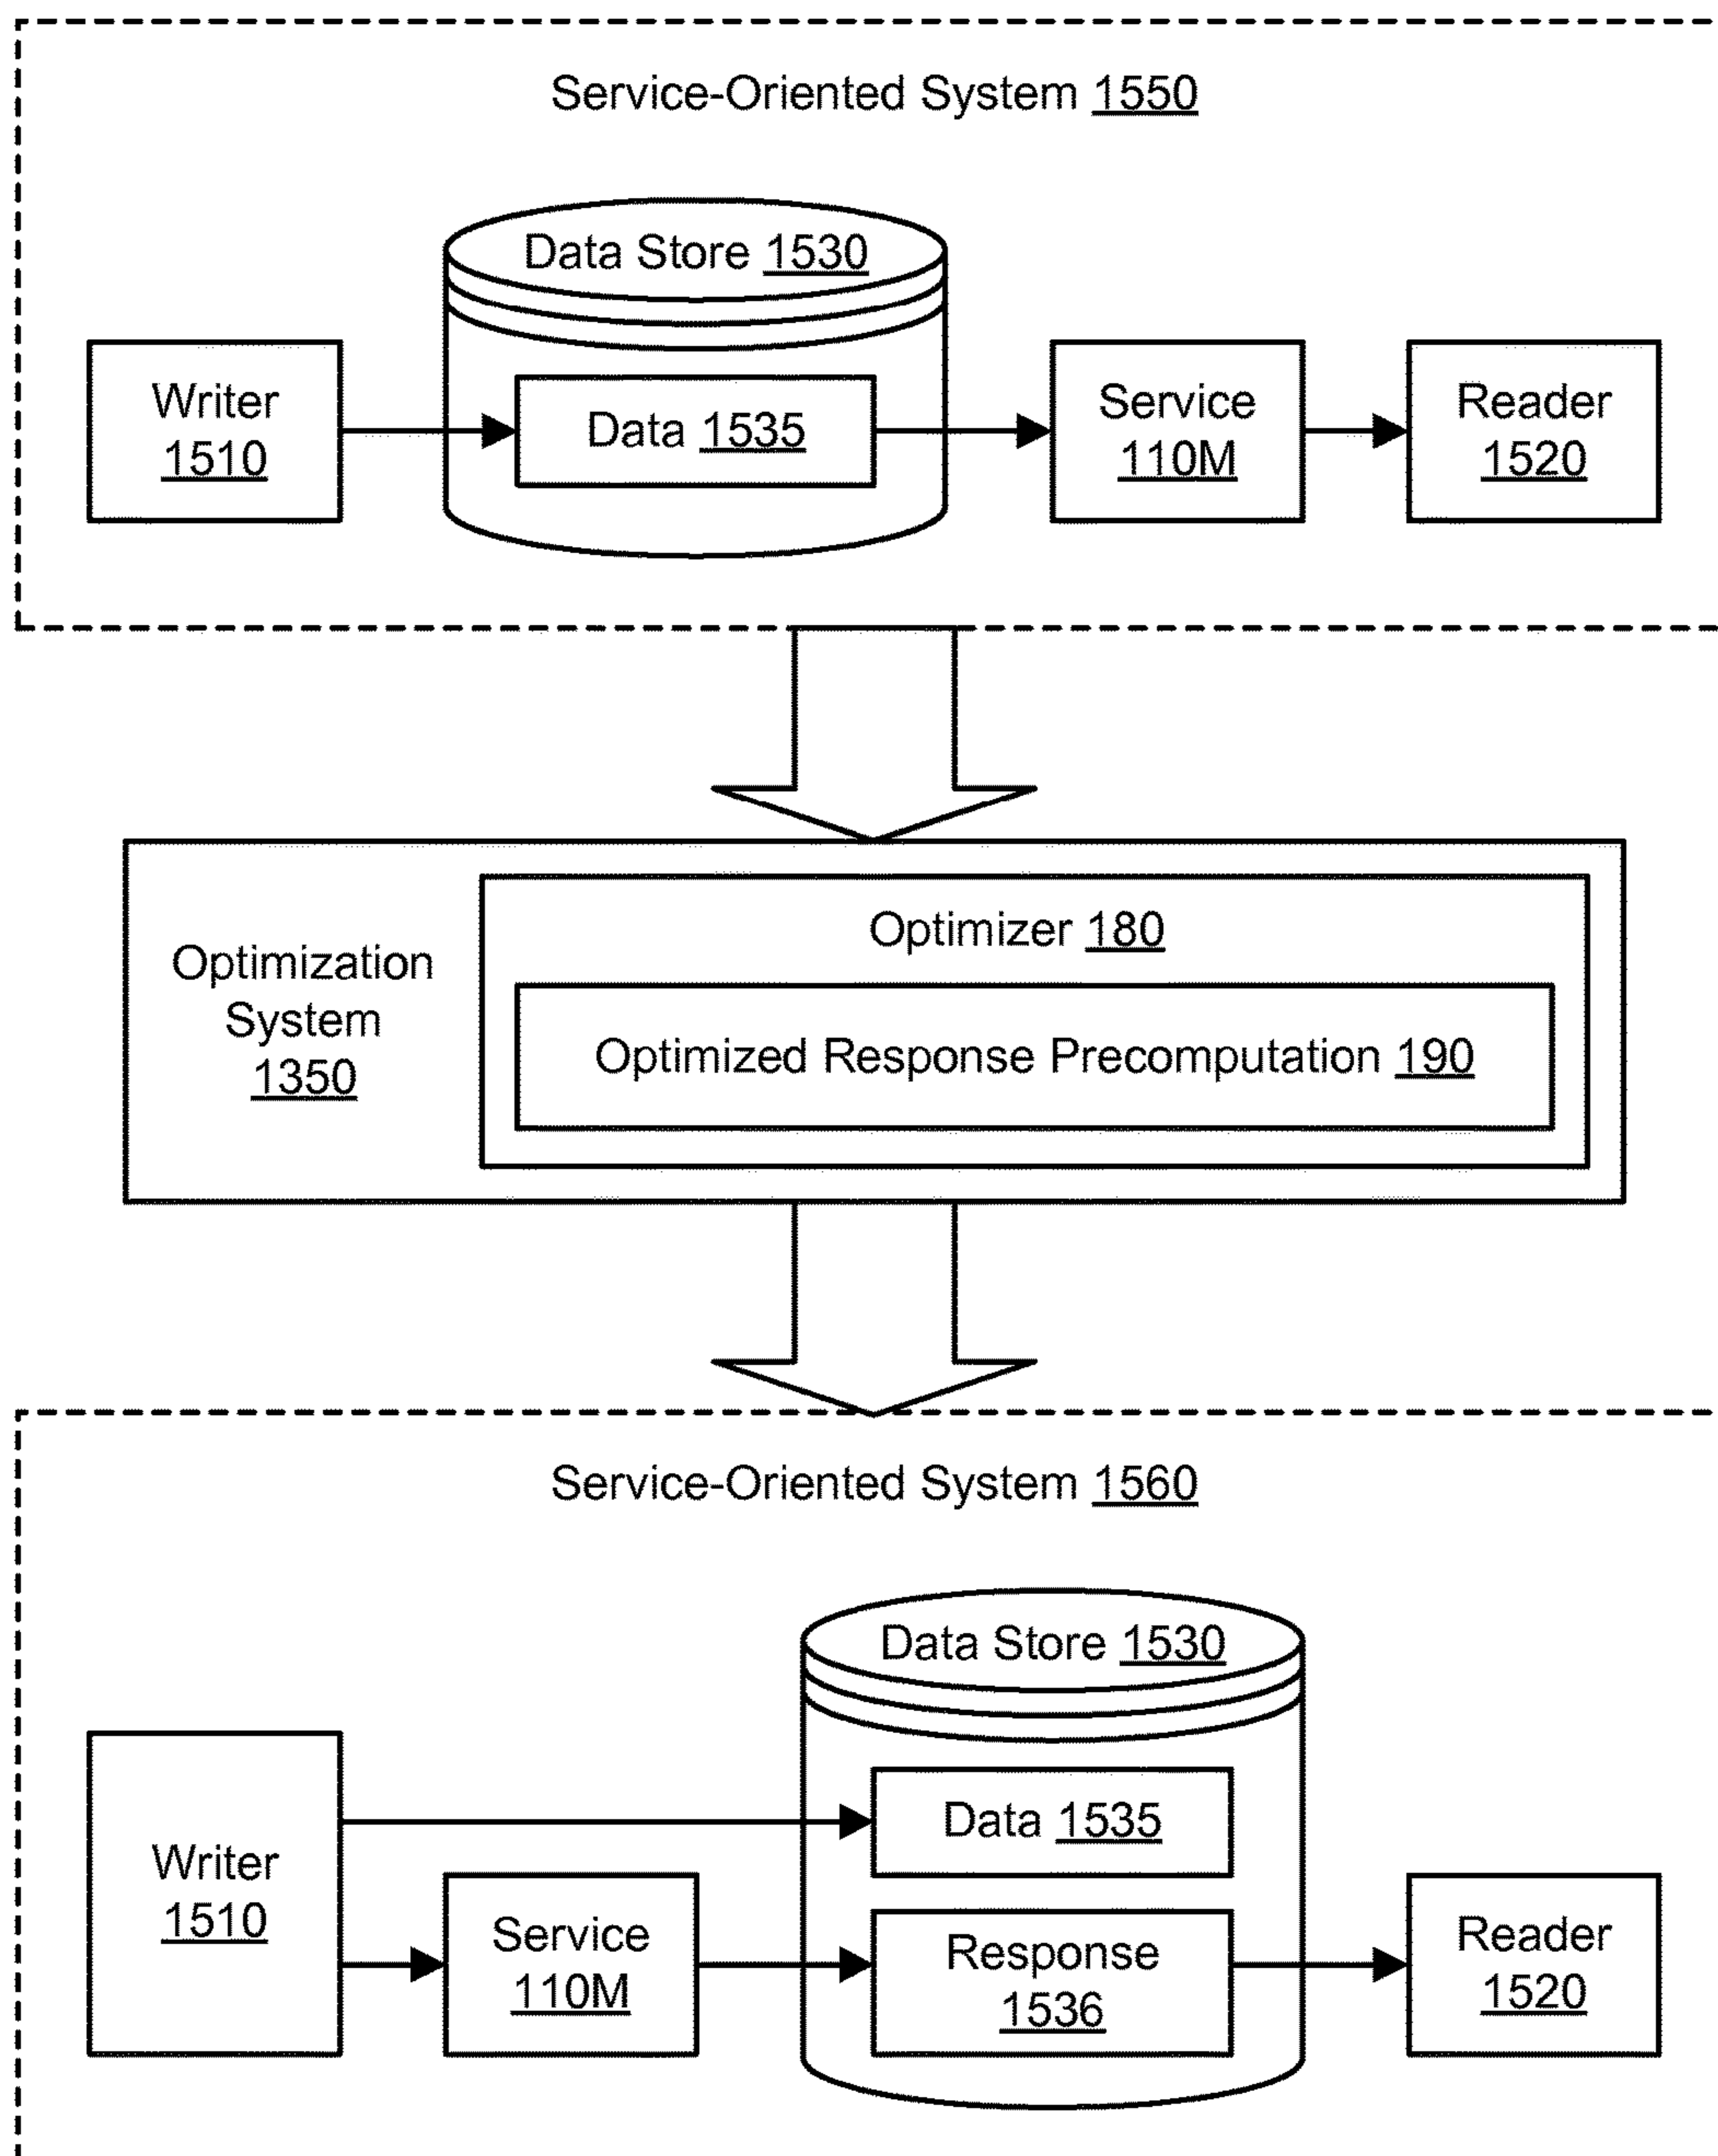 Service-Oriented System 1550
Data Store 1530
Writer
1510
Data 1535
Service
110M
Reader
1520
Optimization
System
1350
Optimizer 180
Optimized Response Precomputation 190
Service-Oriented System 1560
Data Store 1530
Writer
1510
Data 1535
Service
110M
Response
1536
Reader
1520